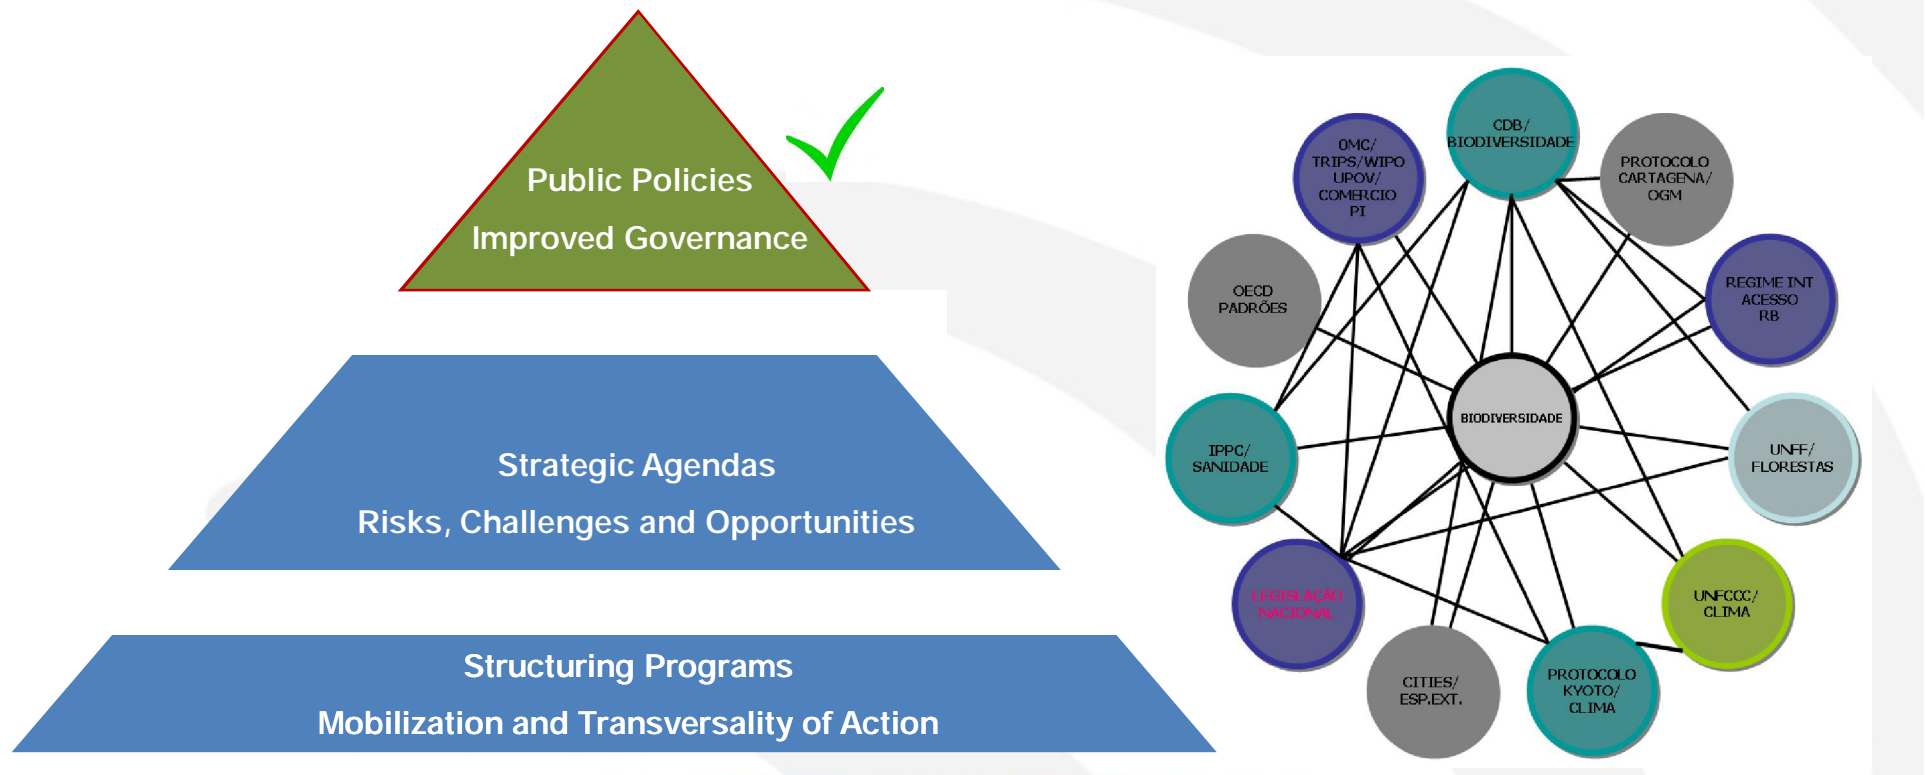 Public Policies
Improved Governance
Strategic Agendas
Risks, Challenges and Opportunities
Structuring Programs
Mobilization and Transversality of Action
CDB/
BIODIVERSIDADE
OMC/
TRIPS/WIPO
UPOV/
COMERCIO
PI
PROTOCOLO
CARTAGENA/
OGM
OECD
PADRÕES
REGIME INT
ACESSO
RB
BIODIVERSIDADE
IPPC/
SANIDADE
UNFF/
FLORESTAS
LEGISLAÇÃO
NACIONAL
UNFCCC/
CLIMA
CITIES/
ESP.EXT.
PROTOCOLO
KYOTO/
CLIMA